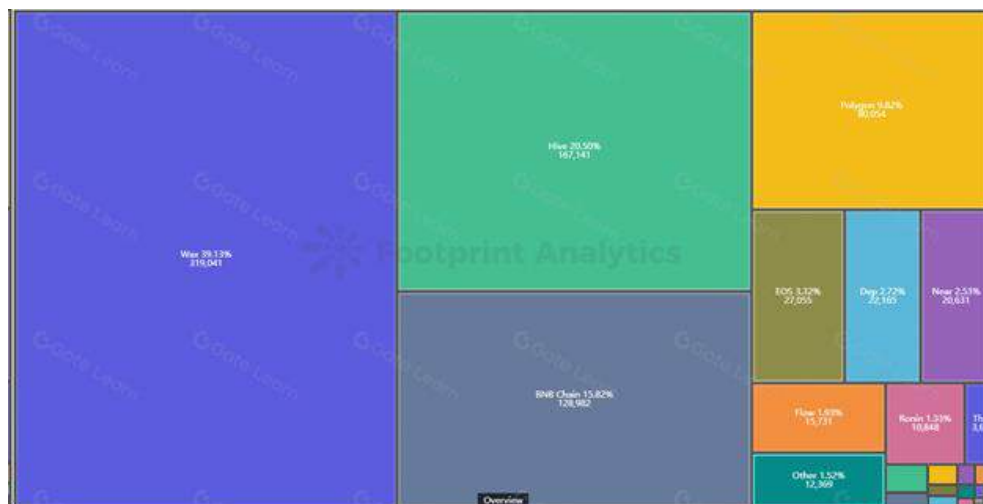 Wax 39.13%
319,041
Hive 20.50%
167,141
BNB Chain 15.82%
128,982
Polygon 9.82%
80,054
EOS 3.32%
27,055
Dep 2.72%
22,165
Near 2.53%
20,631
Flow 1.93%
15,731
Ronin 1.33%
10,848
Other 1.52%
12,369
Footprint Analytics
Gate Learn
Overview